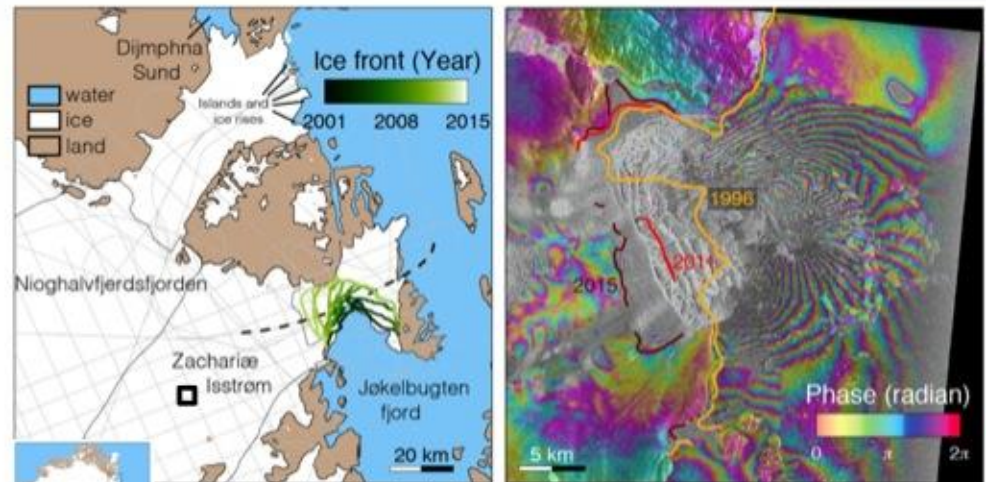 Dijmphna
Sund
water
ice
land
Islands and
ice rises
Ice front (Year)
2001 2008 2015
Nioghalvfjerdsfjorden
Zachariæ
Isstrøm
Jøkelbugten
fjord
20 km
1996
2015
Phase (radian)
5 km
0 π 2π